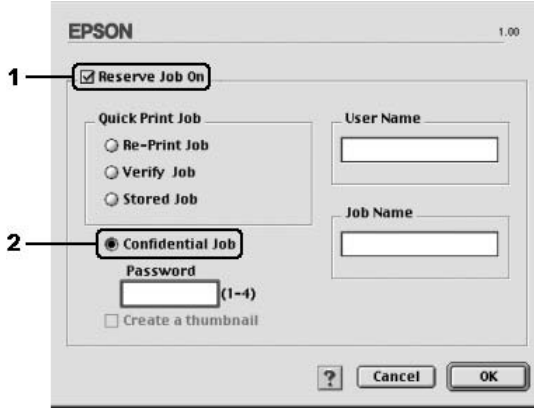 EPSON
1.00
1
Reserve Job On
Quick Print Job
Re-Print Job
Verify Job
Stored Job
2
Confidential Job
Password
(1-4)
Create a thumbnail
User Name
Job Name
?
Cancel
OK